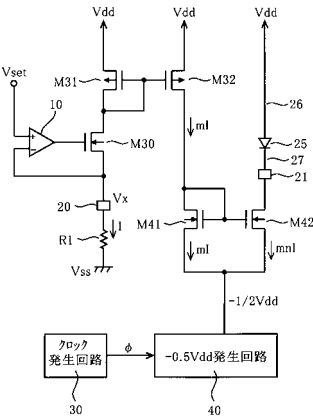 Vdd
Vdd
Vdd
M31
M32
Vset
10
+
−
M30
mI
26
25
27
21
20
Vx
I
R1
Vss
M41
M42
mI
mnI
-1/2Vdd
クロック
発生回路
φ
-0.5Vdd発生回路
30
40